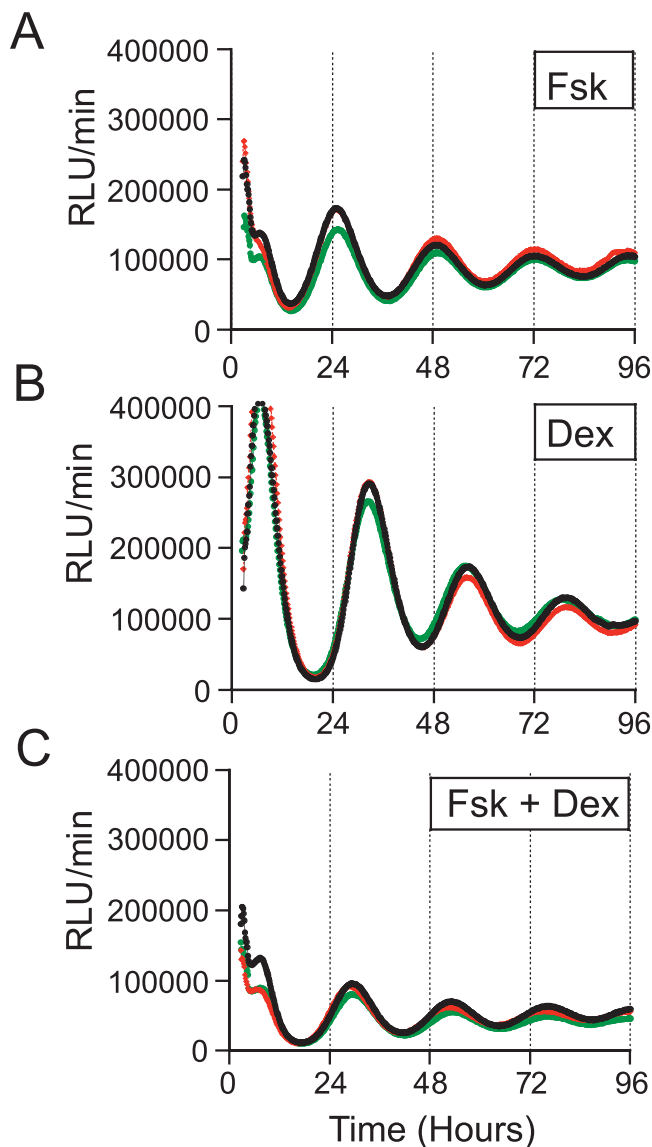 A
RLU/min
400000
300000
200000
100000
0
Fsk
0 24 48 72 96
B
RLU/min
400000
300000
200000
100000
0
Dex
0 24 48 72 96
C
RLU/min
400000
300000
200000
100000
0
Fsk + Dex
0 24 48 72 96
Time (Hours)